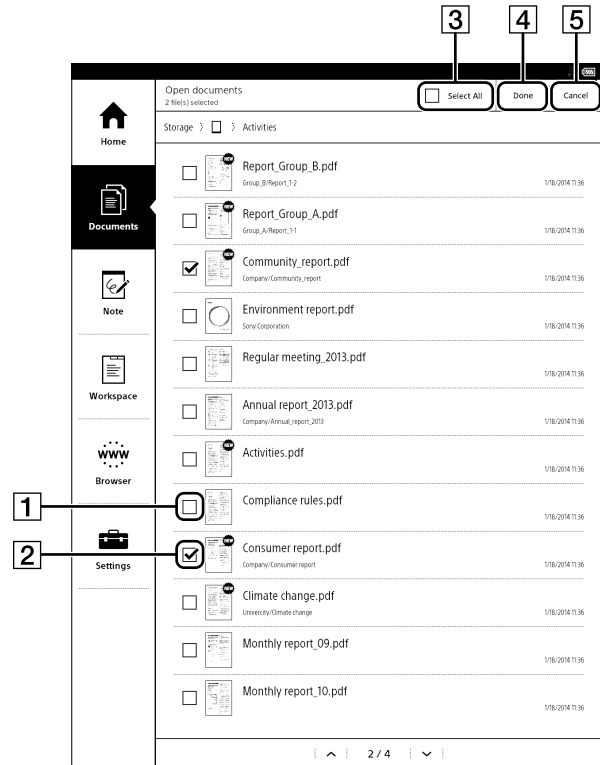 3 4 5
Open documents
2 file(s) selected
Select All
Done
Cancel
Storage 〉 〉 Activities
Home
Documents
Note
Workspace
WWW
Browser
Settings
NEW
Report_Group_B.pdf
Group_B/Report_1-2
1/18/2014 11:36
NEW
Report_Group_A.pdf
Group_A/Report_1-1
1/18/2014 11:36
NEW
Community_report.pdf
Company/Community_report
1/18/2014 11:36
Environment report.pdf
Sony Corporation
1/18/2014 11:36
Regular meeting_2013.pdf
1/18/2014 11:36
Annual report_2013.pdf
Company/Annual_report_2013
1/18/2014 11:36
NEW
Activities.pdf
1/18/2014 11:36
1
Compliance rules.pdf
1/18/2014 11:36
2
NEW
Consumer report.pdf
Company/Consumer report
1/18/2014 11:36
NEW
Climate change.pdf
Univercity/Climate change
1/18/2014 11:36
Monthly report_09.pdf
1/18/2014 11:36
Monthly report_10.pdf
1/18/2014 11:36
2 / 4